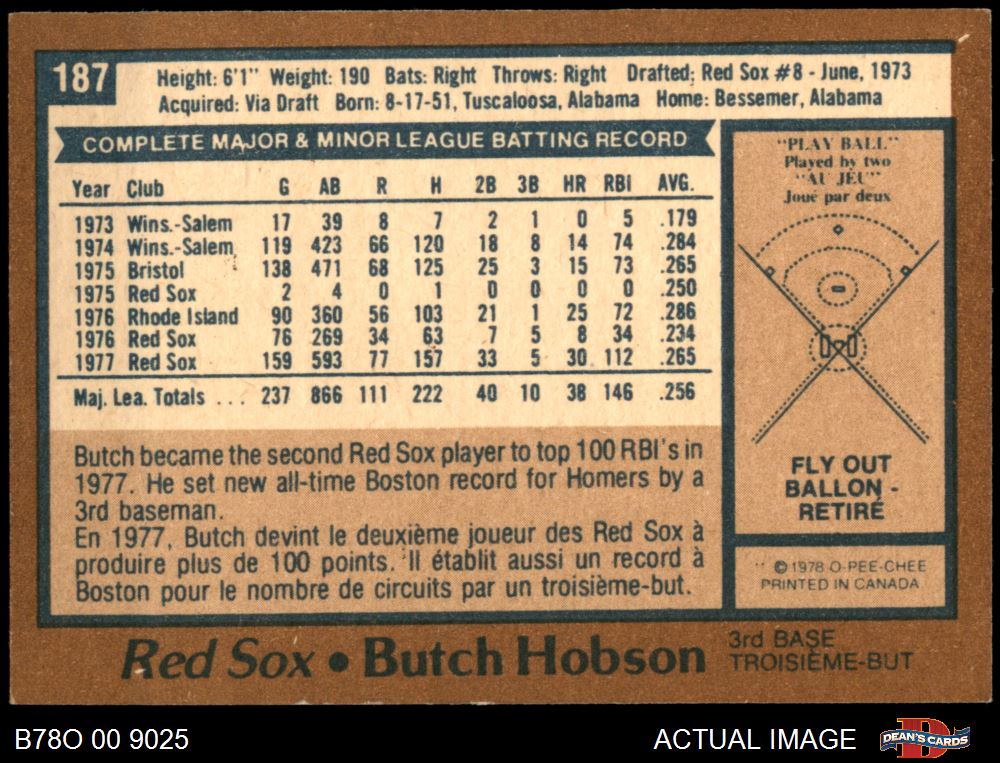 187
Height: 6'1" Weight: 190 Bats: Right Throws: Right Drafted: Red Sox #8 - June, 1973
Acquired: Via Draft Born: 8-17-51, Tuscaloosa, Alabama Home: Bessemer, Alabama
COMPLETE MAJOR & MINOR LEAGUE BATTING RECORD
Year Club G AB R H 2B 3B HR RBI AVG.
1973 Wins.-Salem 17 39 8 7 2 1 0 5 .179
1974 Wins.-Salem 119 423 66 120 18 8 14 74 .284
1975 Bristol 138 471 68 125 25 3 15 73 .265
1975 Red Sox 2 4 0 1 0 0 0 0 .250
1976 Rhode Island 90 360 56 103 21 1 25 72 .286
1976 Red Sox 76 269 34 63 7 5 8 34 .234
1977 Red Sox 159 593 77 157 33 5 30 112 .265
Maj. Lea. Totals ... 237 866 111 222 40 10 38 146 .256
Butch became the second Red Sox player to top 100 RBI's in
1977. He set new all-time Boston record for Homers by a
3rd baseman.
En 1977, Butch devint le deuxième joueur des Red Sox à
produire plus de 100 points. Il établit aussi un record à
Boston pour le nombre de circuits par un troisième-but.
"PLAY BALL"
Played by two
"AU JEU"
Joué par deux
FLY OUT
BALLON -
RETIRÉ
© 1978 O-PEE-CHEE
PRINTED IN CANADA
Red Sox • Butch Hobson
3rd BASE
TROISIÈME-BUT
B78O 00 9025
ACTUAL IMAGE
D
DEAN'S CARDS